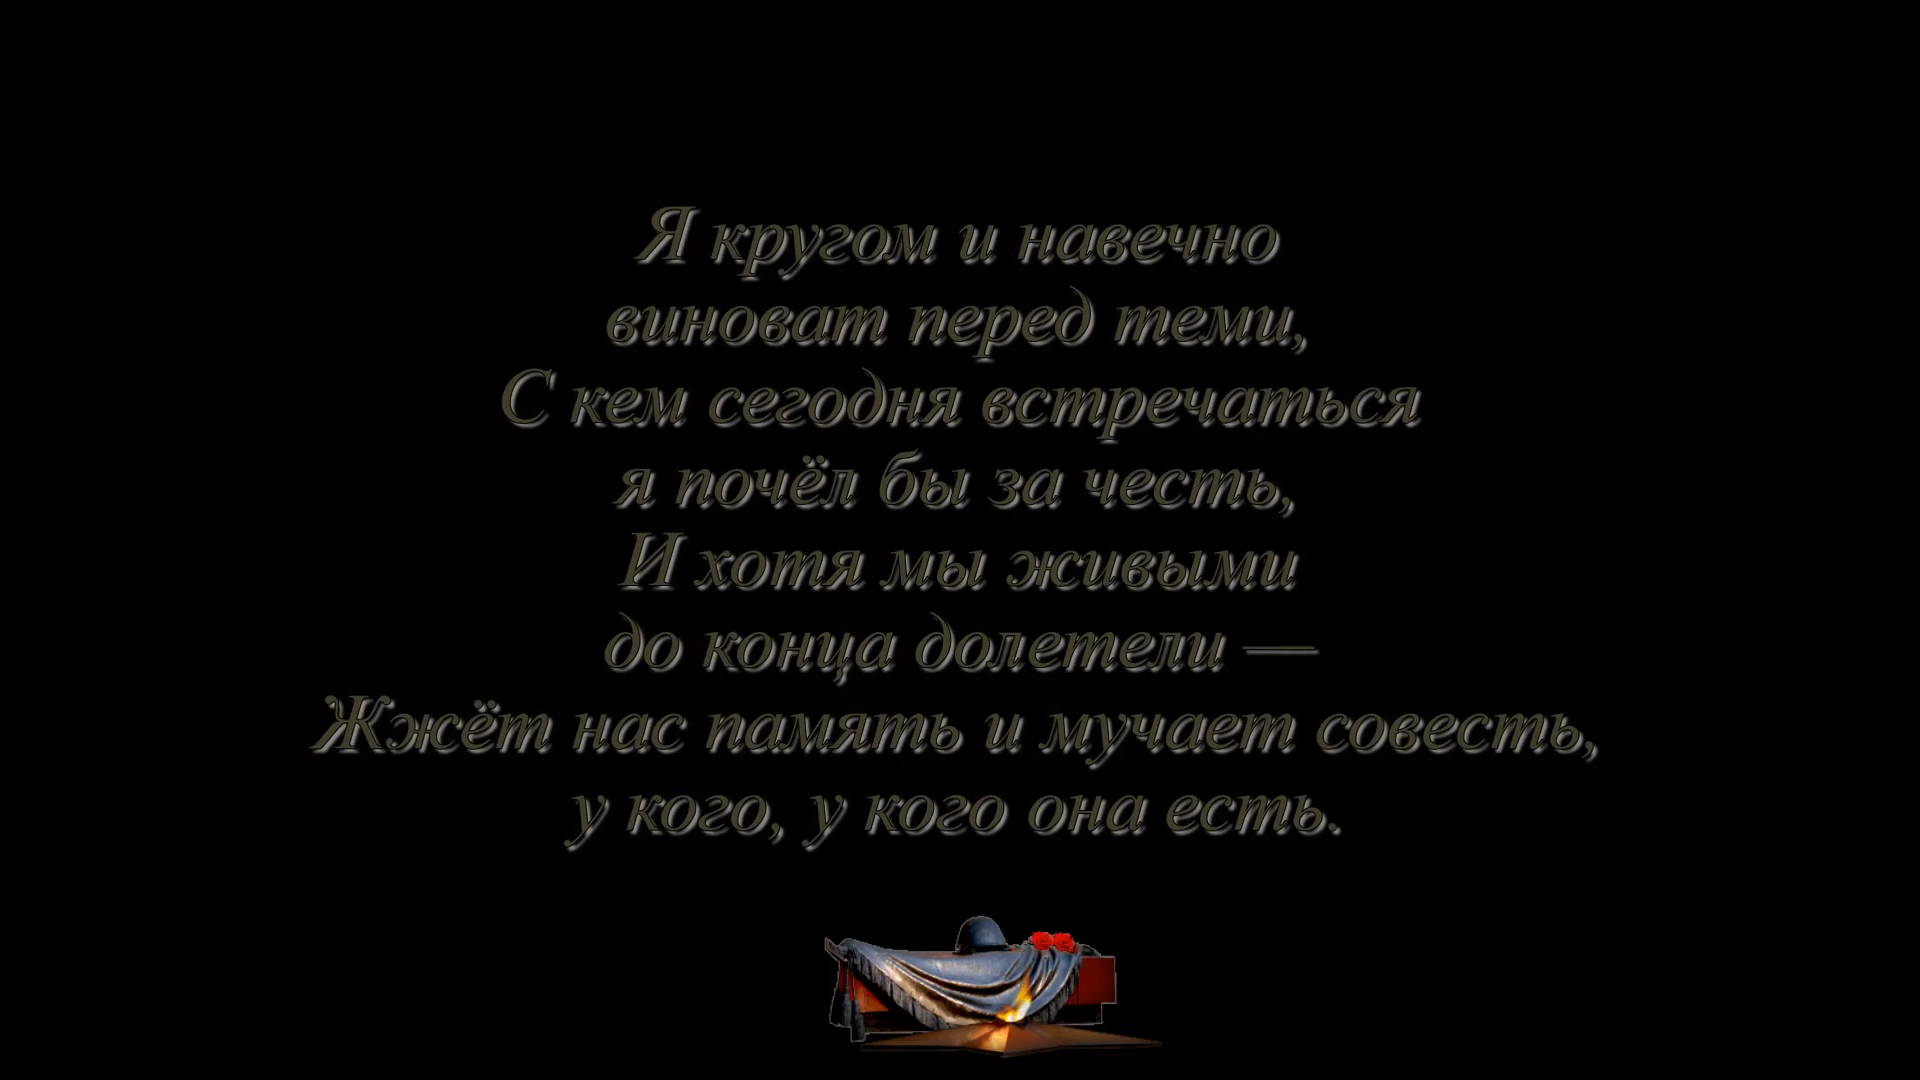 Я кругом и навечно
виноват перед теми,
С кем сегодня встречаться
я почёл бы за честь,
И хотя мы живыми
до конца долетели —
Жжёт нас память и мучает совесть,
у кого, у кого она есть.